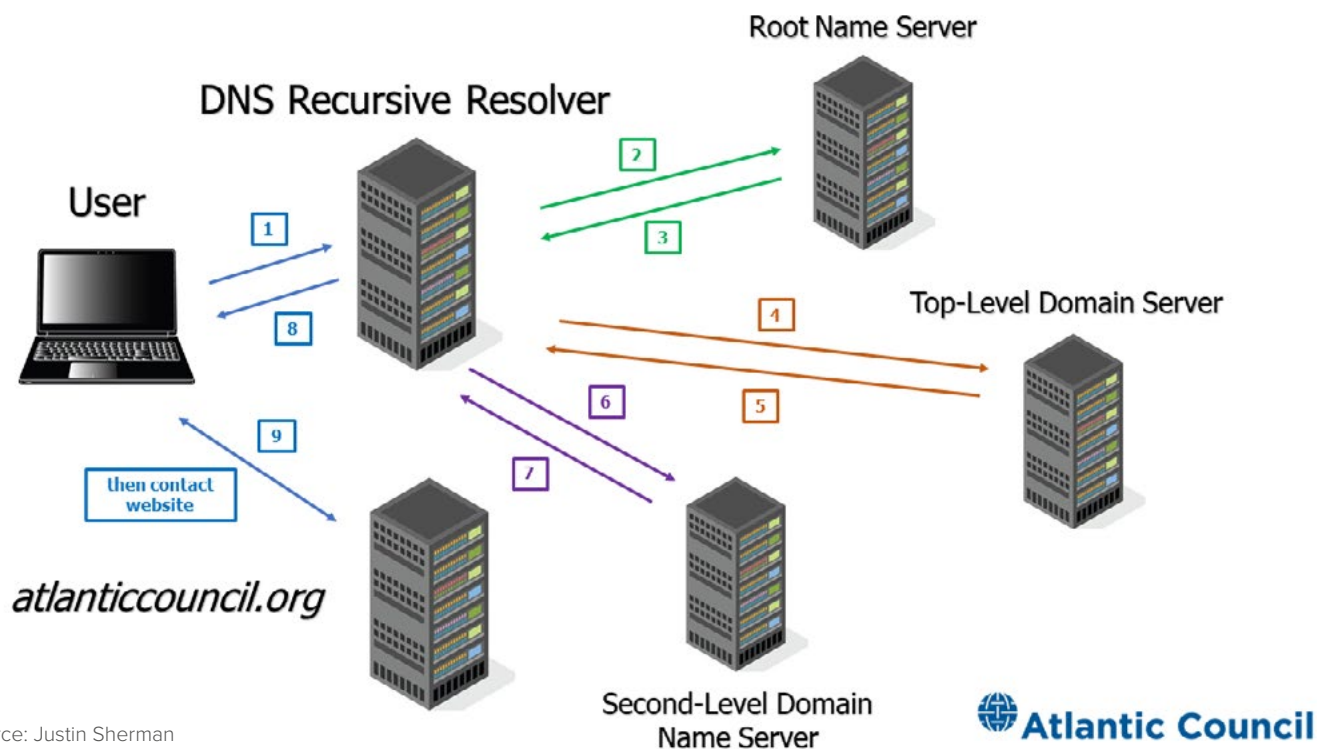 Root Name Server
DNS Recursive Resolver
User
1
2
3
8
Top-Level Domain Server
4
5
6
7
9
then contact
website
atlanticcouncil.org
Second-Level Domain
Name Server
rce: Justin Sherman
Atlantic Council